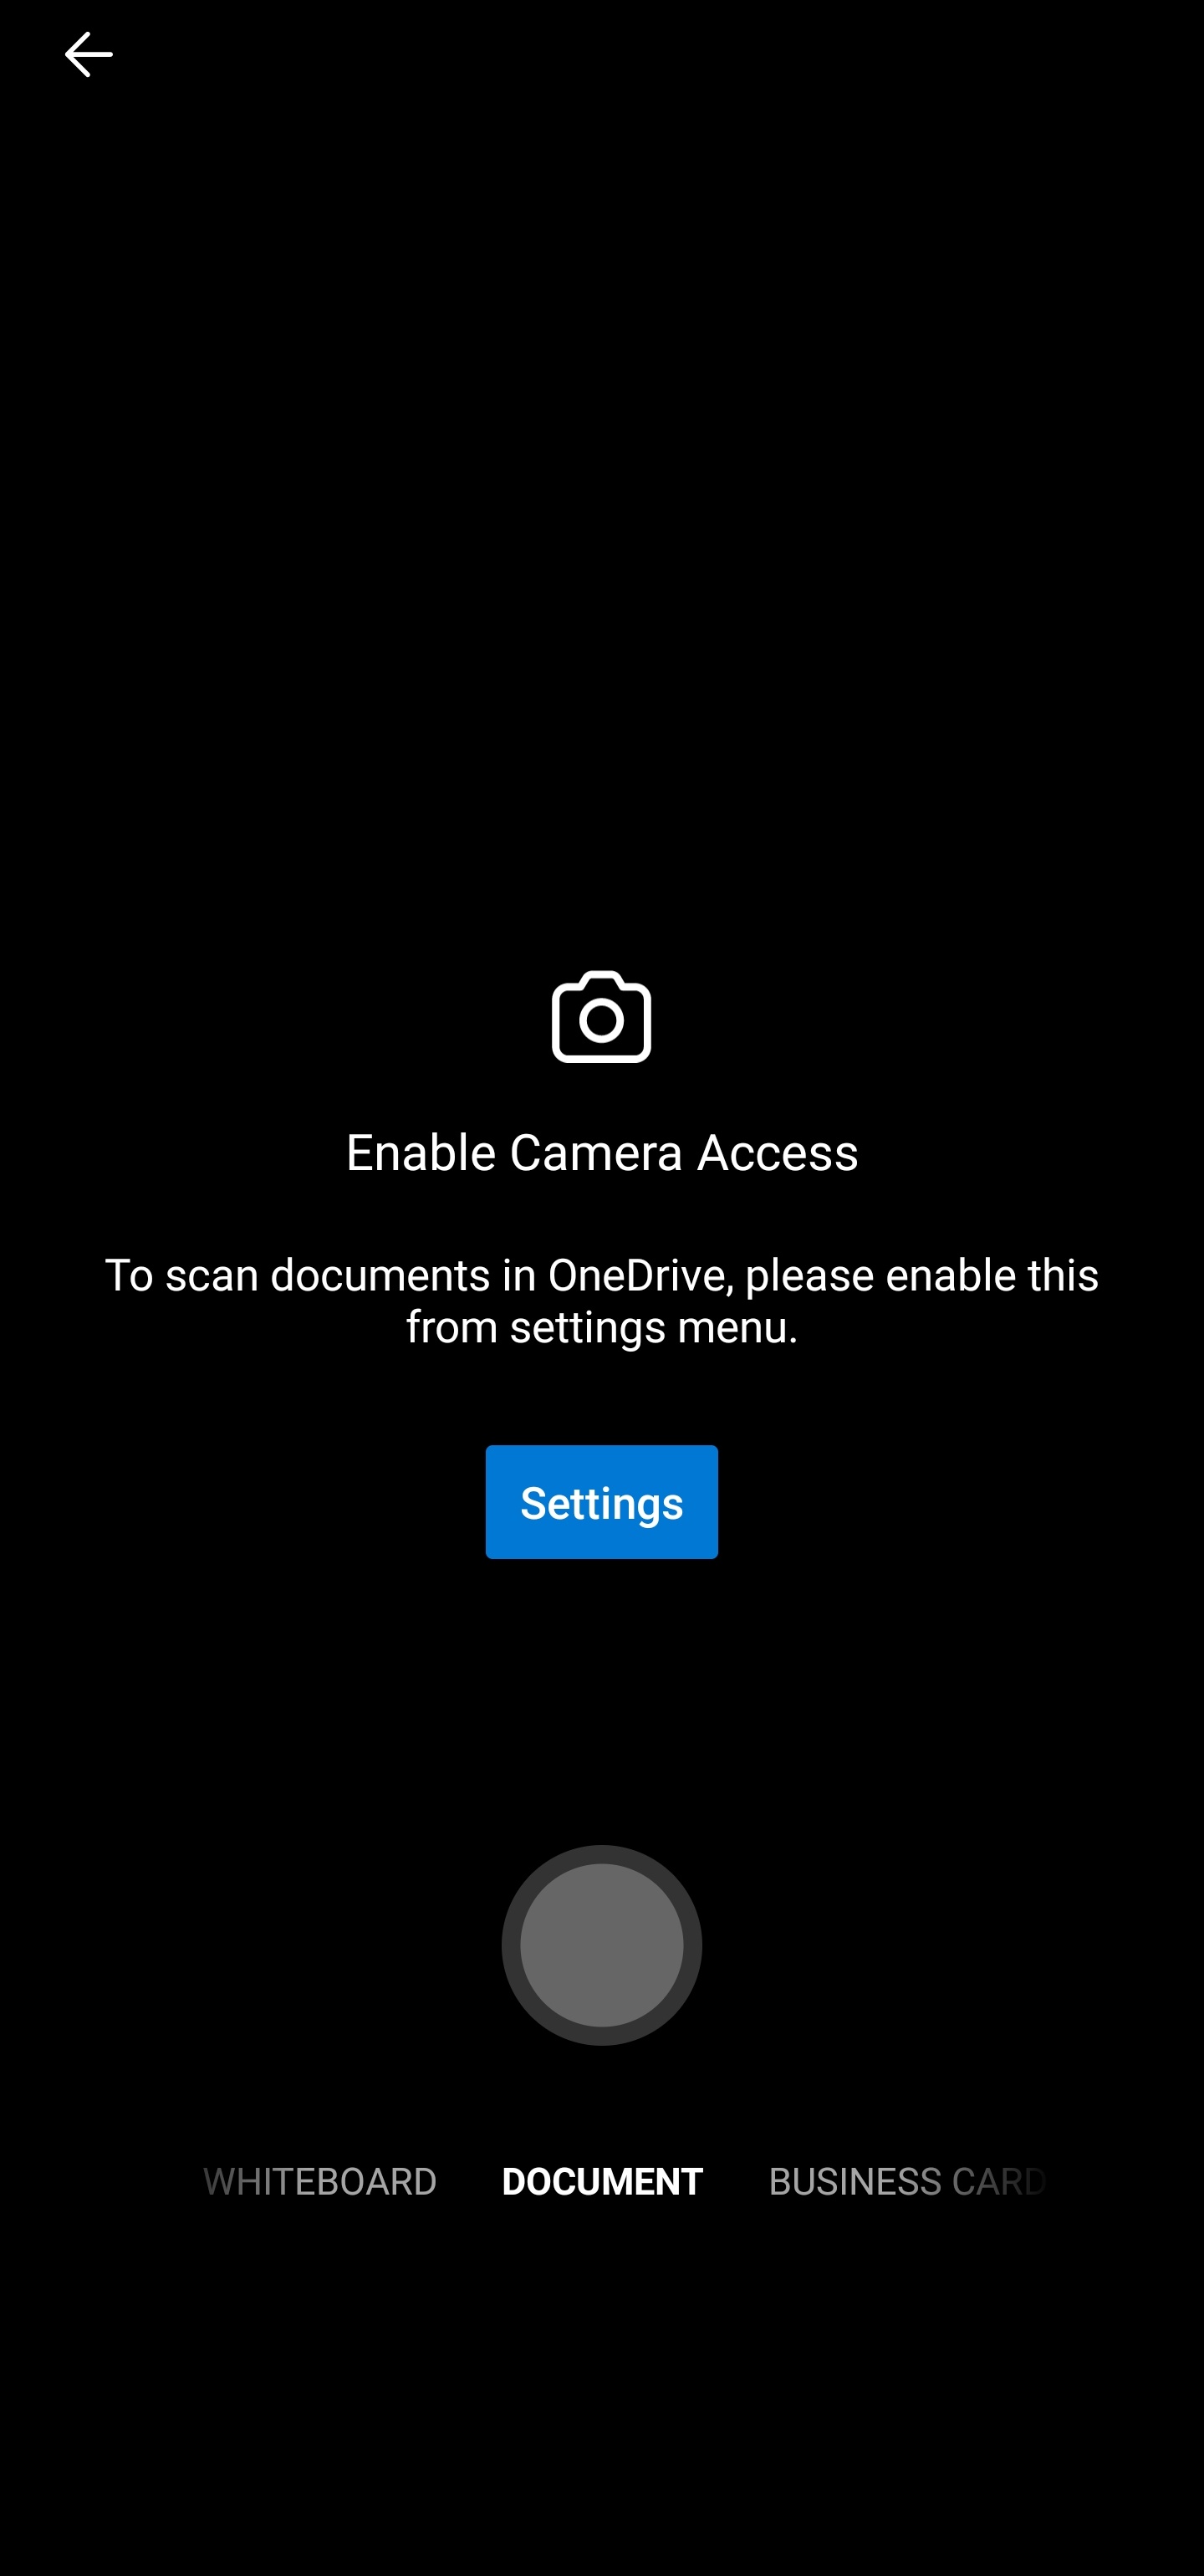 Enable Camera Access
To scan documents in OneDrive, please enable this
from settings menu.
Settings
WHITEBOARD DOCUMENT BUSINESS CARD